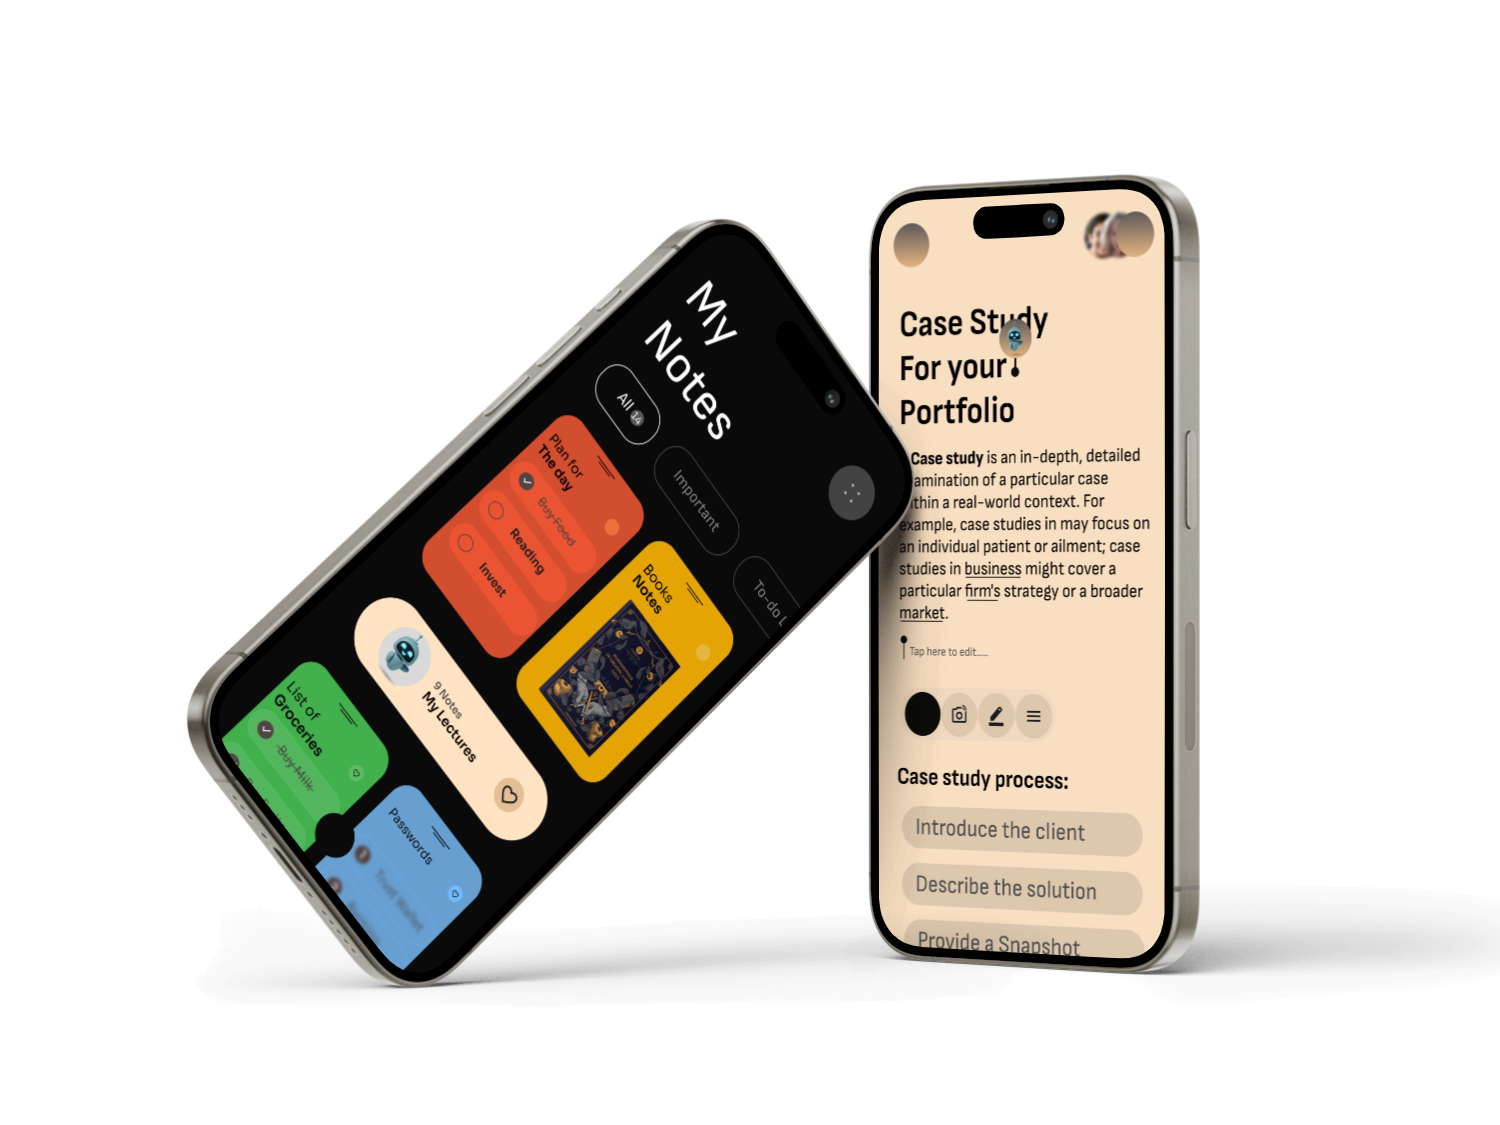 My
Notes
All 14
Important
To-do L
Plan for
The day
Buy Food
Reading
Invest
Books
Notes
9 Notes
My Lectures
List of
Groceries
Buy Milk
Passwords
Trust Wallet
Case Study
For your
Portfolio
Case study is an in-depth, detailed
amination of a particular case
thin a real-world context. For
example, case studies in may focus on
an individual patient or ailment; case
studies in business might cover a
particular firm's strategy or a broader
market.
Tap here to edit.....
Case study process:
Introduce the client
Describe the solution
Provide a Snapshot